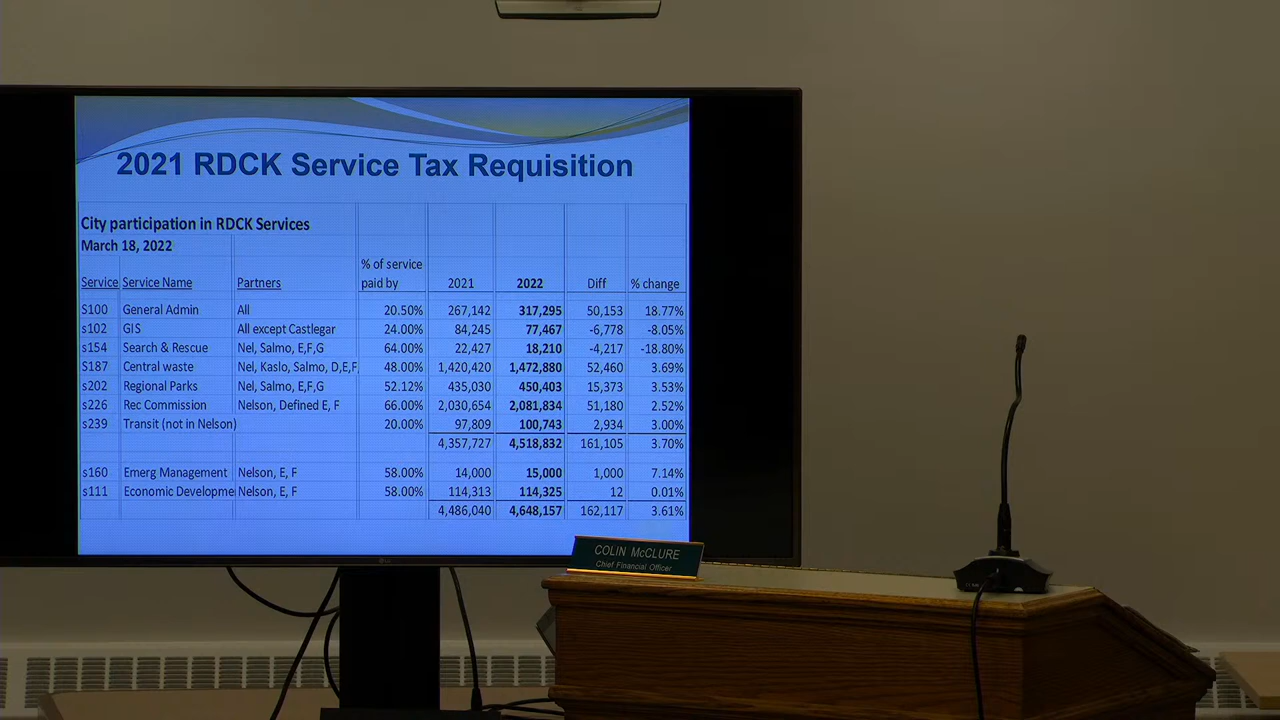 2021 RDCK Service Tax Requisition
City participation in RDCK Services
March 18, 2022
% of service
Service Service Name Partners paid by 2021 2022 Diff % change
S100 General Admin All 20.50% 267,142 317,295 50,153 18.77%
s102 GIS All except Castlegar 24.00% 84,245 77,467 -6,778 -8.05%
s154 Search & Rescue Nel, Salmo, E,F,G 64.00% 22,427 18,210 -4,217 -18.80%
S187 Central waste Nel, Kaslo, Salmo, D,E,F, 48.00% 1,420,420 1,472,880 52,460 3.69%
s202 Regional Parks Nel, Salmo, E,F,G 52.12% 435,030 450,403 15,373 3.53%
s226 Rec Commission Nelson, Defined E, F 66.00% 2,030,654 2,081,834 51,180 2.52%
s239 Transit (not in Nelson) 20.00% 97,809 100,743 2,934 3.00%
4,357,727 4,518,832 161,105 3.70%
s160 Emerg Management Nelson, E, F 58.00% 14,000 15,000 1,000 7.14%
s111 Economic Developme Nelson, E, F 58.00% 114,313 114,325 12 0.01%
4,486,040 4,648,157 162,117 3.61%
COLIN McCLURE
Chief Financial Officer
LG